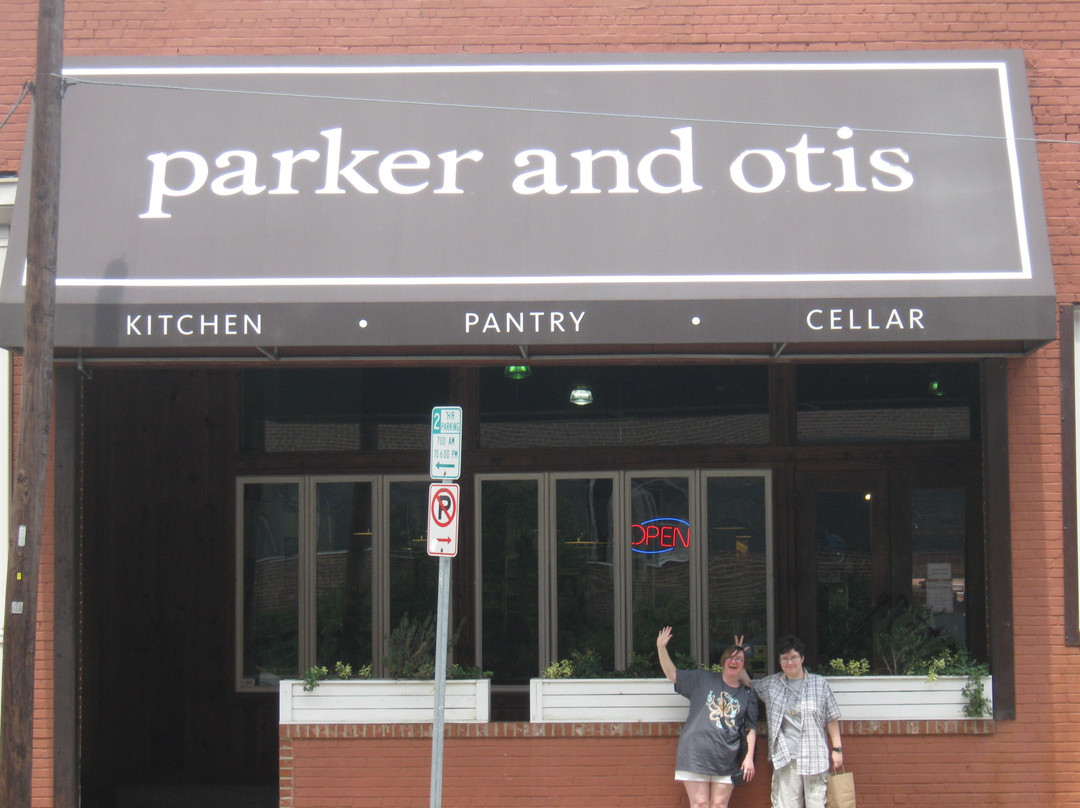 parker and otis
KITCHEN • PANTRY • CELLAR
2 HR
PARKING
7:00 AM
TO 6:00 PM
P
OPEN